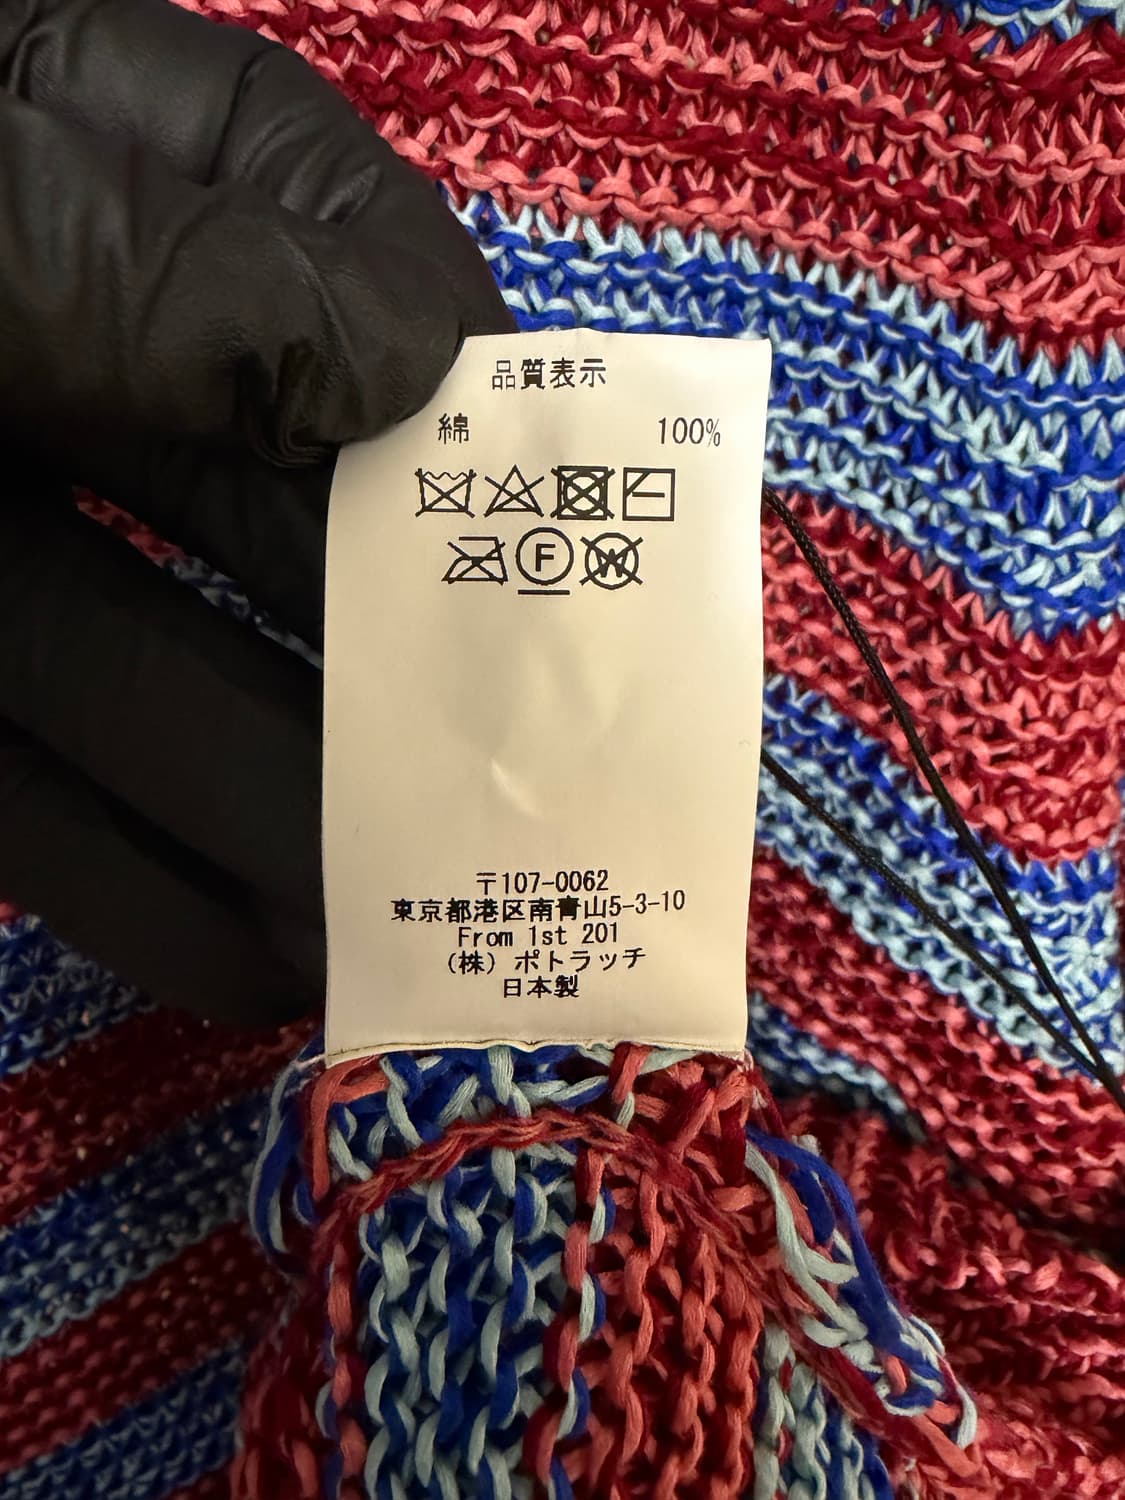 品質表示
綿 100%
F W
〒107-0062
東京都港区南青山5-3-10
From 1st 201
(株) ポトラッチ
日本製